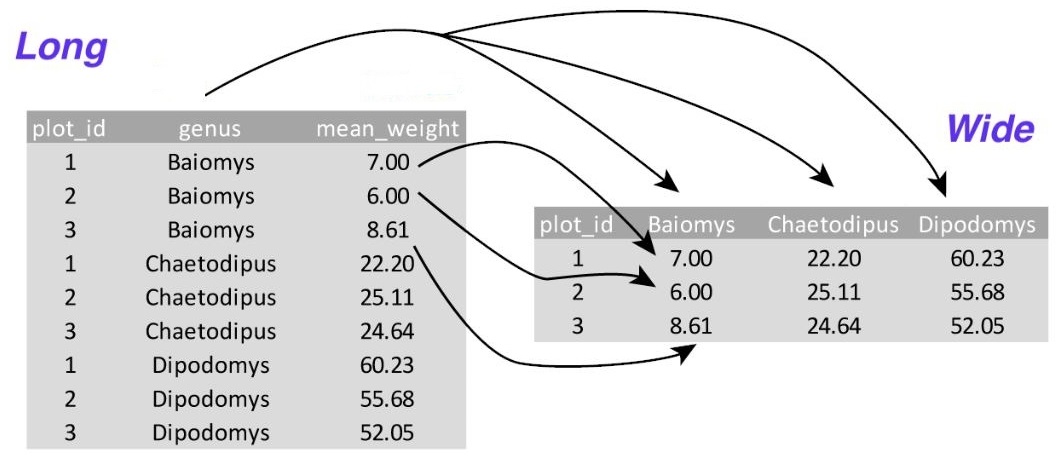 Long
plot_id genus mean_weight
1 Baiomys 7.00
2 Baiomys 6.00
3 Baiomys 8.61
1 Chaetodipus 22.20
2 Chaetodipus 25.11
3 Chaetodipus 24.64
1 Dipodomys 60.23
2 Dipodomys 55.68
3 Dipodomys 52.05
Wide
plot_id Baiomys Chaetodipus Dipodomys
1 7.00 22.20 60.23
2 6.00 25.11 55.68
3 8.61 24.64 52.05